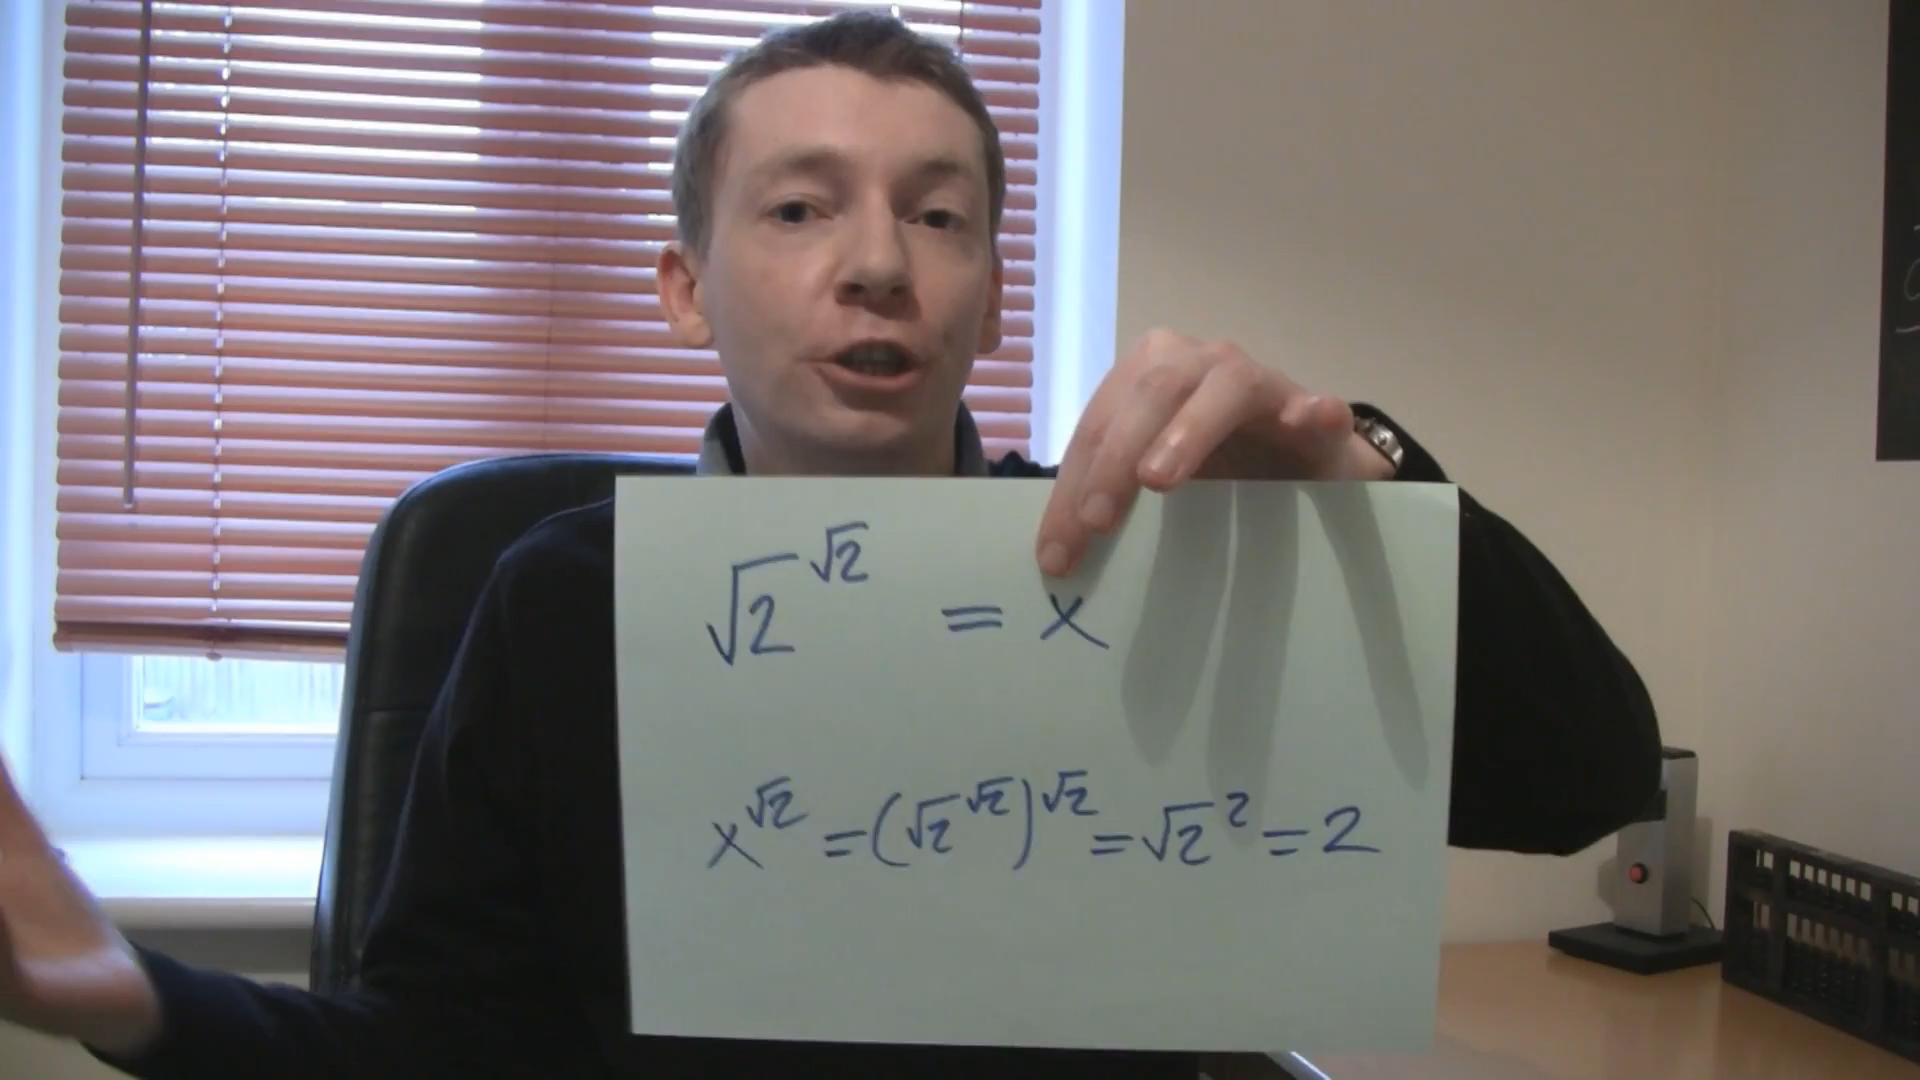 √2^√2 = x
x^√2 = (√2^√2)^√2 = √2^2 = 2